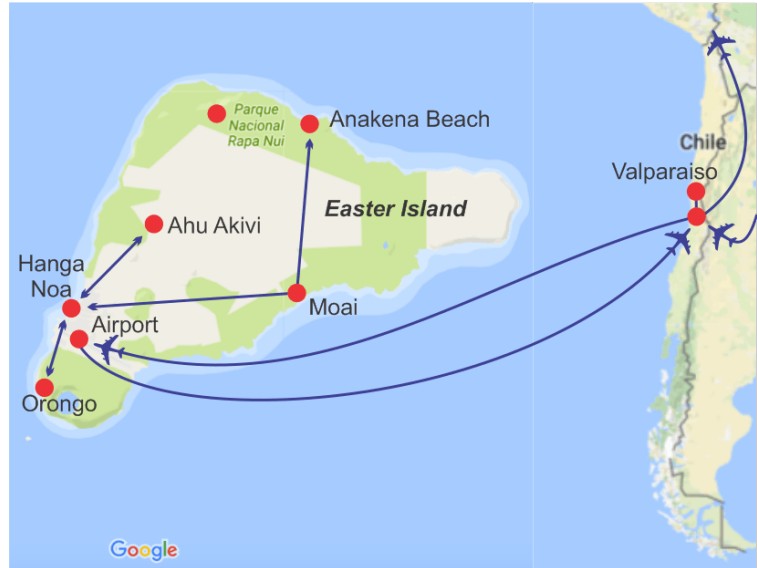 Parque
Nacional
Rapa Nui
Anakena Beach
Chile
Valparaiso
Easter Island
Ahu Akivi
Hanga
Noa
Moai
Airport
Orongo
Google